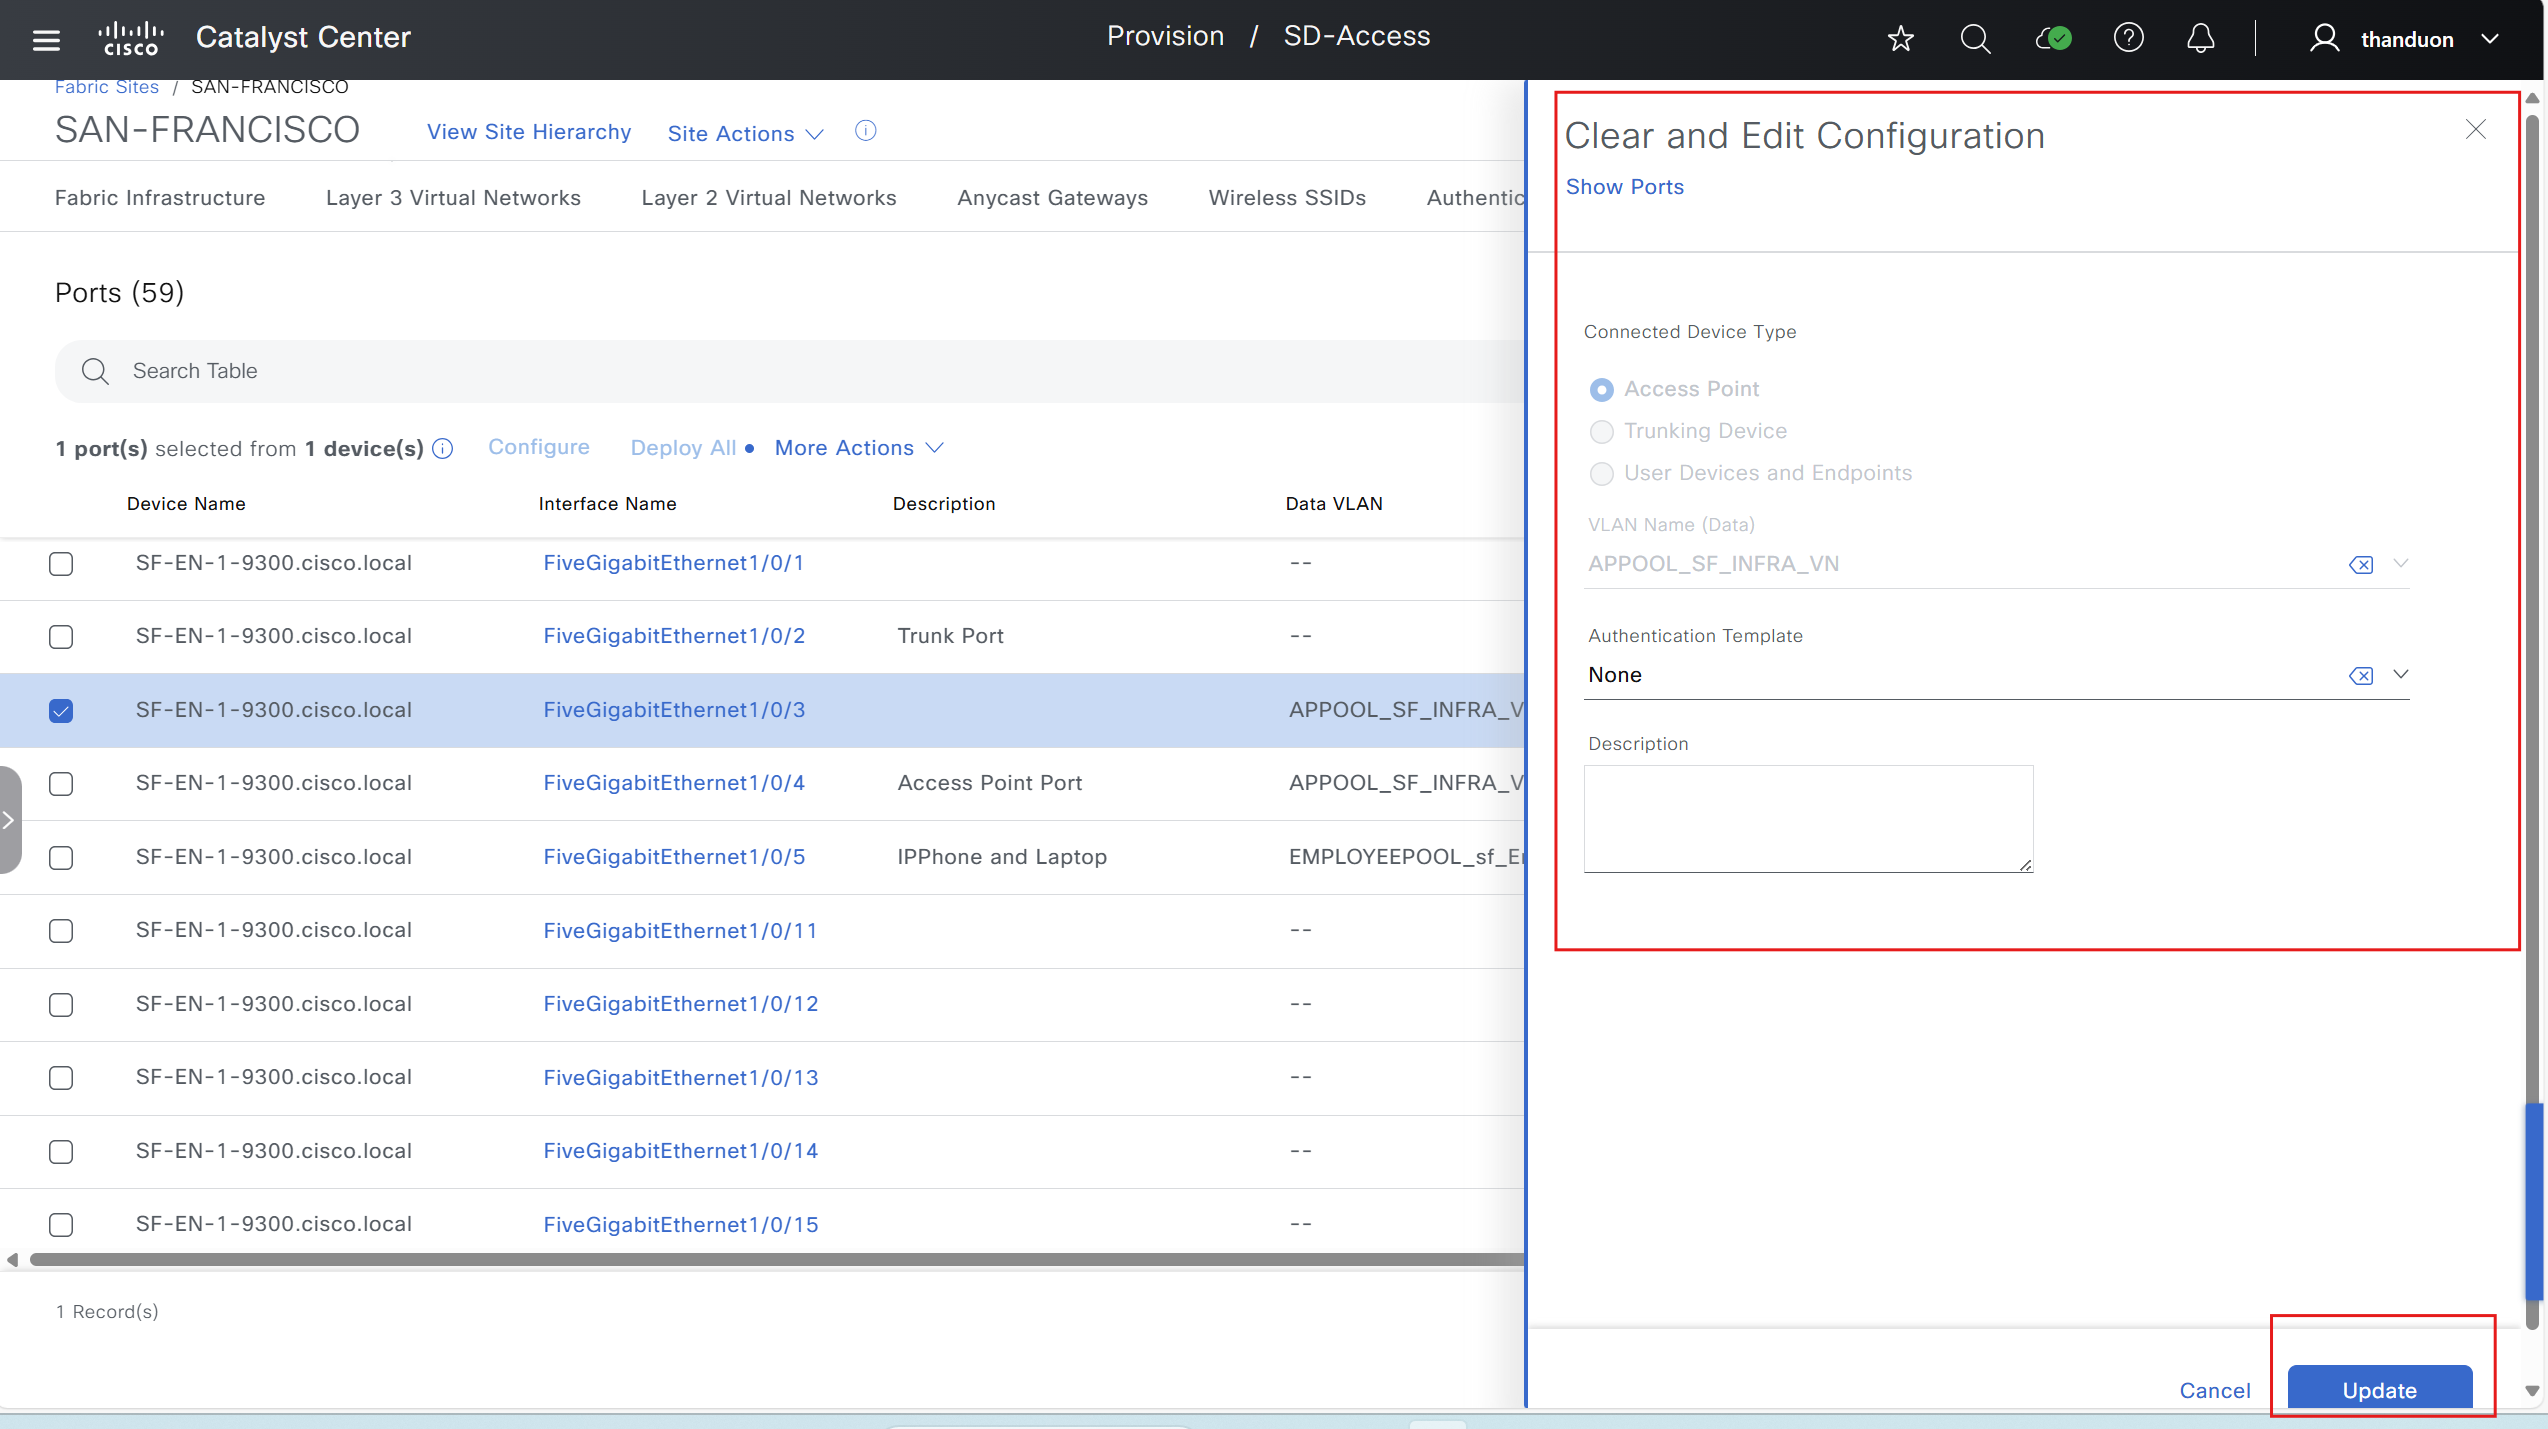 CISCO Catalyst Center Provision / SD-Access thanduon
Fabric Sites / SAN-FRANCISCO
SAN-FRANCISCO View Site Hierarchy Site Actions
Fabric Infrastructure Layer 3 Virtual Networks Layer 2 Virtual Networks Anycast Gateways Wireless SSIDs Authentic
Ports (59)
Search Table
1 port(s) selected from 1 device(s) Configure Deploy All More Actions
Device Name Interface Name Description Data VLAN
SF-EN-1-9300.cisco.local FiveGigabitEthernet1/0/1 --
SF-EN-1-9300.cisco.local FiveGigabitEthernet1/0/2 Trunk Port --
SF-EN-1-9300.cisco.local FiveGigabitEthernet1/0/3 APPOOL_SF_INFRA_V
SF-EN-1-9300.cisco.local FiveGigabitEthernet1/0/4 Access Point Port APPOOL_SF_INFRA_V
SF-EN-1-9300.cisco.local FiveGigabitEthernet1/0/5 IPPhone and Laptop EMPLOYEEPOOL_sf_En
SF-EN-1-9300.cisco.local FiveGigabitEthernet1/0/11 --
SF-EN-1-9300.cisco.local FiveGigabitEthernet1/0/12 --
SF-EN-1-9300.cisco.local FiveGigabitEthernet1/0/13 --
SF-EN-1-9300.cisco.local FiveGigabitEthernet1/0/14 --
SF-EN-1-9300.cisco.local FiveGigabitEthernet1/0/15 --
1 Record(s)
Clear and Edit Configuration
Show Ports
Connected Device Type
Access Point
Trunking Device
User Devices and Endpoints
VLAN Name (Data)
APPOOL_SF_INFRA_VN
Authentication Template
None
Description
Cancel Update